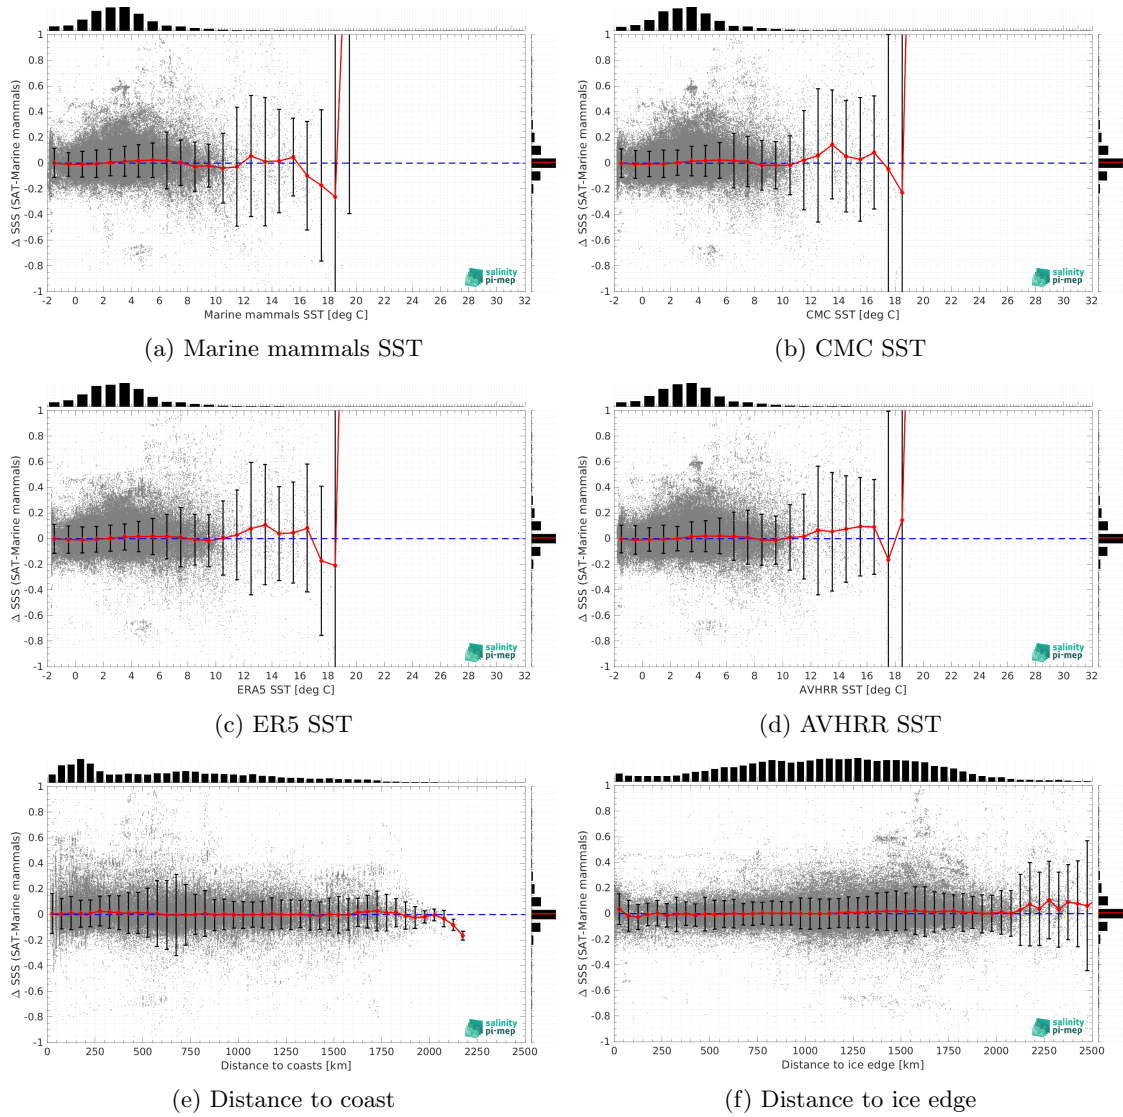 1
0.8
0.6
0.4
0.2
0
-0.2
-0.4
-0.6
-0.8
-1
Δ SSS (SAT-Marine mammals)
salinity
pi-mep
-2 0 2 4 6 8 10 12 14 16 18 20 22 24 26 28 30 32
Marine mammals SST [deg C]
(a) Marine mammals SST
1
0.8
0.6
0.4
0.2
0
-0.2
-0.4
-0.6
-0.8
-1
Δ SSS (SAT-Marine mammals)
salinity
pi-mep
-2 0 2 4 6 8 10 12 14 16 18 20 22 24 26 28 30 32
CMC SST [deg C]
(b) CMC SST
1
0.8
0.6
0.4
0.2
0
-0.2
-0.4
-0.6
-0.8
-1
Δ SSS (SAT-Marine mammals)
salinity
pi-mep
-2 0 2 4 6 8 10 12 14 16 18 20 22 24 26 28 30 32
ERA5 SST [deg C]
(c) ER5 SST
1
0.8
0.6
0.4
0.2
0
-0.2
-0.4
-0.6
-0.8
-1
Δ SSS (SAT-Marine mammals)
salinity
pi-mep
-2 0 2 4 6 8 10 12 14 16 18 20 22 24 26 28 30 32
AVHRR SST [deg C]
(d) AVHRR SST
1
0.8
0.6
0.4
0.2
0
-0.2
-0.4
-0.6
-0.8
-1
Δ SSS (SAT-Marine mammals)
salinity
pi-mep
0 250 500 750 1000 1250 1500 1750 2000 2250 2500
Distance to coasts [km]
(e) Distance to coast
1
0.8
0.6
0.4
0.2
0
-0.2
-0.4
-0.6
-0.8
-1
Δ SSS (SAT-Marine mammals)
salinity
pi-mep
0 250 500 750 1000 1250 1500 1750 2000 2250 2500
Distance to ice edge [km]
(f) Distance to ice edge